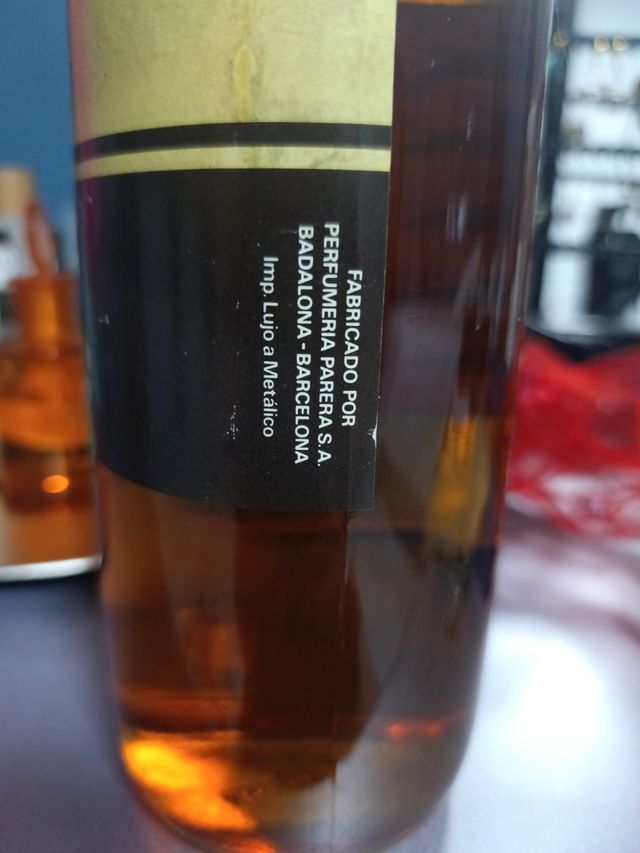 FABRICADO POR
PERFUMERIA PARERA S.A.
BADALONA - BARCELONA
Imp. Lujo a Metálico